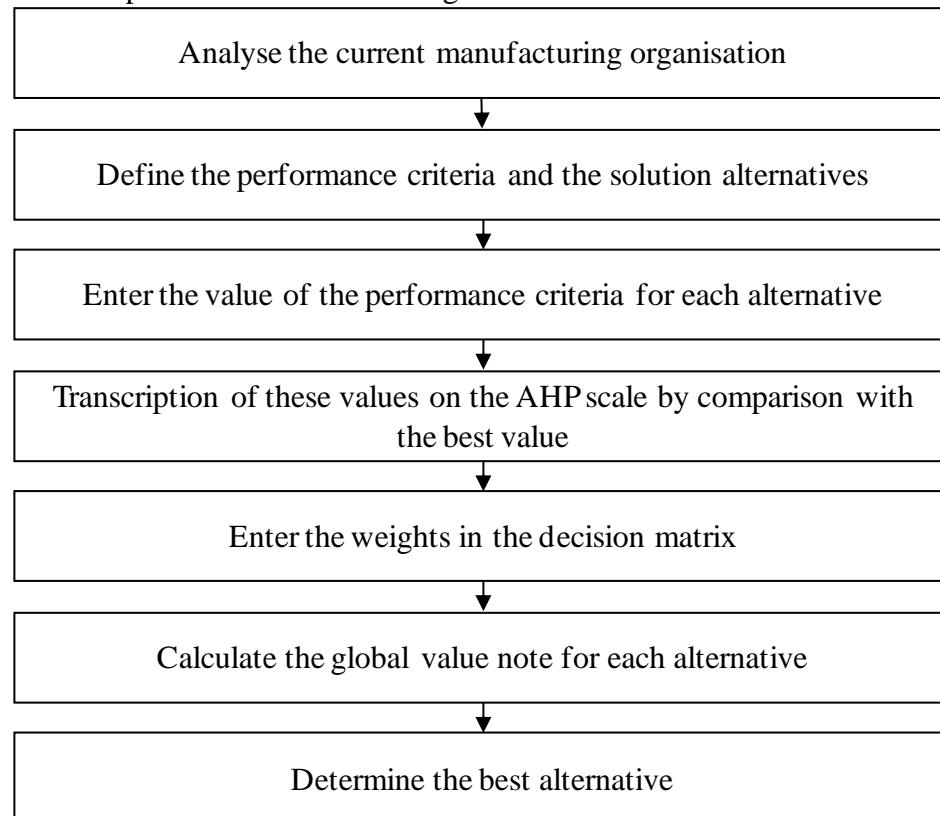 Analyse the current manufacturing organisation
Define the performance criteria and the solution alternatives
Enter the value of the performance criteria for each alternative
Transcription of these values on the AHP scale by comparison with
the best value
Enter the weights in the decision matrix
Calculate the global value note for each alternative
Determine the best alternative